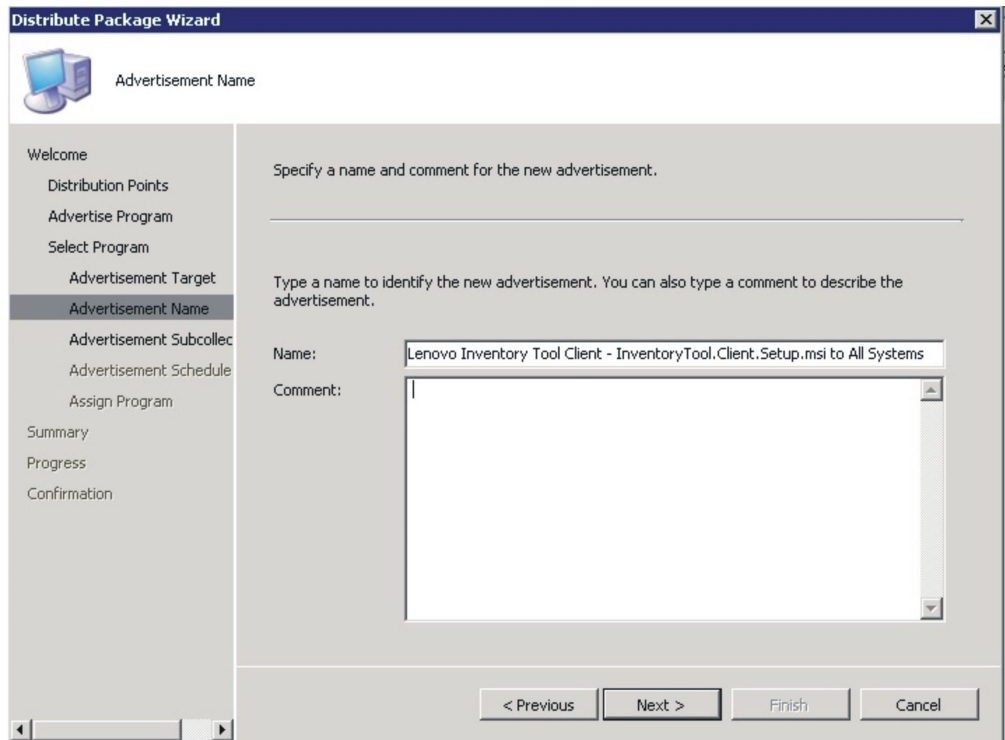 Distribute Package Wizard
Advertisement Name
Welcome
Distribution Points
Advertise Program
Select Program
Advertisement Target
Advertisement Name
Advertisement Subcollec
Advertisement Schedule
Assign Program
Summary
Progress
Confirmation
Specify a name and comment for the new advertisement.
Type a name to identify the new advertisement. You can also type a comment to describe the
advertisement.
Name:
Lenovo Inventory Tool Client - InventoryTool.Client.Setup.msi to All Systems
Comment:
< Previous
Next >
Finish
Cancel